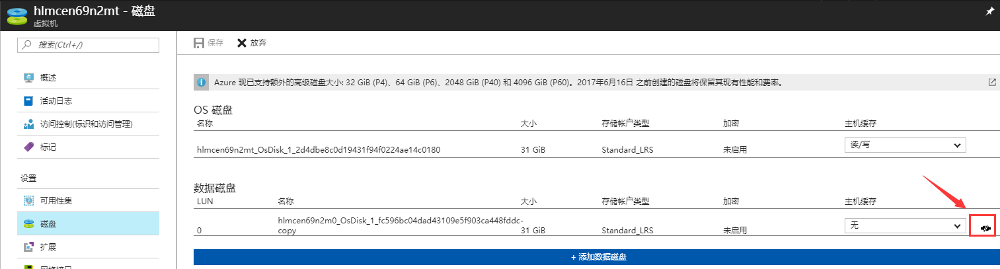 hlmcen69n2mt - 磁盘
虚拟机
搜索(Ctrl+/)
保存 放弃
概述
活动日志
访问控制(标识和访问管理)
标记
设置
可用性集
磁盘
扩展
网络接口
Azure 现已支持额外的高级磁盘大小: 32 GiB (P4)、64 GiB (P6)、2048 GiB (P40) 和 4096 GiB (P60)。2017年6月16日 之前创建的磁盘将保留其现有性能和费率。
OS 磁盘
名称 大小 存储帐户类型 加密 主机缓存
hlmcen69n2mt_OsDisk_1_2d4dbe8c0d19431f94f0224ae14c0180 31 GiB Standard_LRS 未启用 读/写
数据磁盘
LUN 名称 大小 存储帐户类型 加密 主机缓存
hlmcen69n2m0_OsDisk_1_fc596bc04dad43109e5f903ca448fddc-
0 copy 31 GiB Standard_LRS 未启用 无
+ 添加数据磁盘